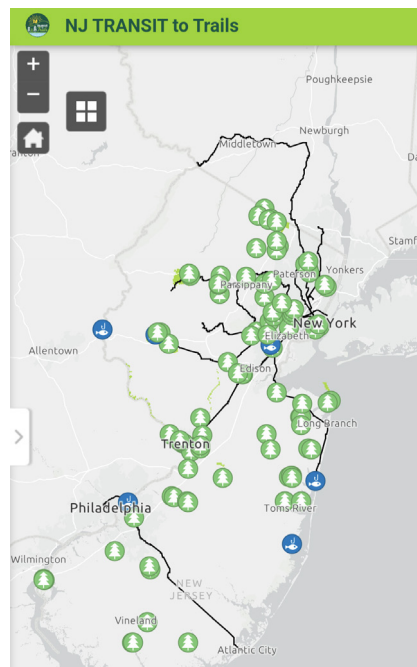 NJ TRANSIT to Trails
+
−
Poughkeepsie
Newburgh
Middletown
Stamf
Yonkers
Paterson
Parsippany
New York
Elizabeth
Allentown
Edison
Long Branch
Trenton
Toms River
Philadelphia
Wilmington
NEW
JERSEY
Vineland
Atlantic City